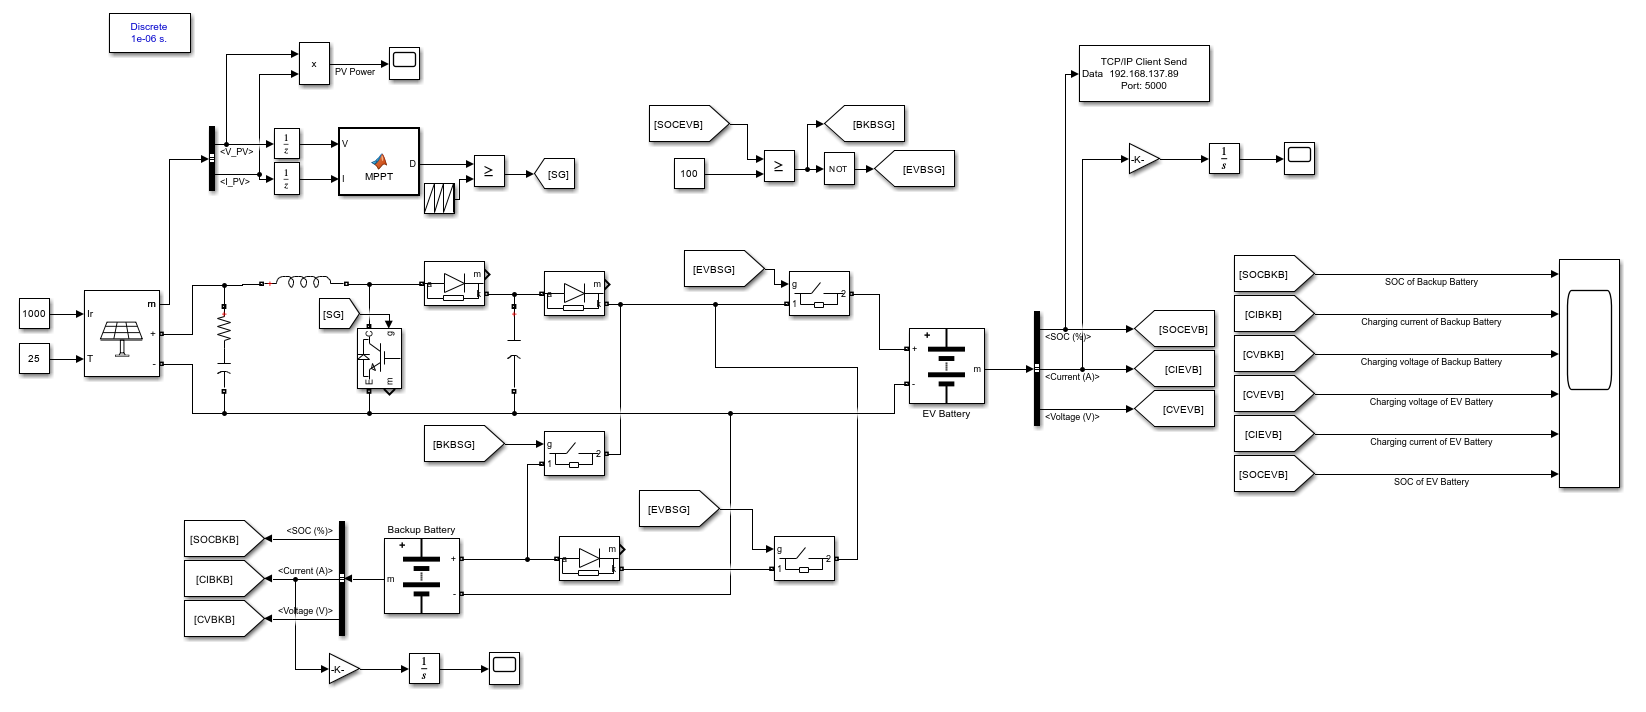 Discrete
1e-06 s.
x
PV Power
<V_PV>
<I_PV>
1
z
1
z
V
I
D
MPPT
≥
[SG]
[SOCEVB]
100
≥
[BKBSG]
NOT
[EVBSG]
TCP/IP Client Send
Data 192.168.137.89
Port: 5000
-K-
1
s
1000
25
Ir
T
m
+
-
[SG]
g
C
E
m
a
m
k
a
m
k
[EVBSG]
g
1
2
+
-
m
EV Battery
<SOC (%)>
<Current (A)>
<Voltage (V)>
[SOCEVB]
[CIEVB]
[CVEVB]
[SOCBKB]
SOC of Backup Battery
[CIBKB]
Charging current of Backup Battery
[CVBKB]
Charging voltage of Backup Battery
[CVEVB]
Charging voltage of EV Battery
[CIEVB]
Charging current of EV Battery
[SOCEVB]
SOC of EV Battery
[BKBSG]
g
1
2
[EVBSG]
g
1
2
a
m
k
Backup Battery
+
-
m
<SOC (%)>
<Current (A)>
<Voltage (V)>
[SOCBKB]
[CIBKB]
[CVBKB]
-K-
1
s